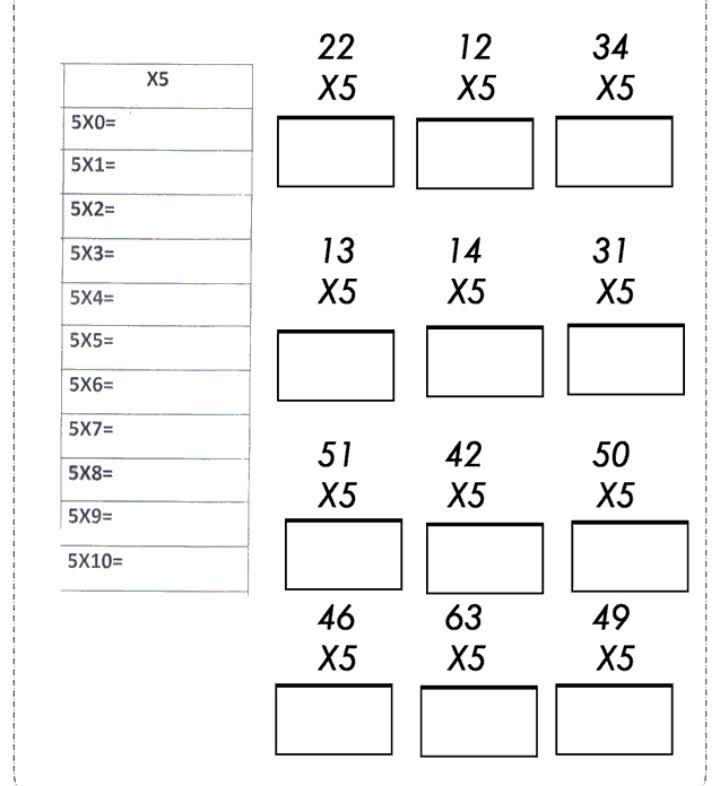 X5
5X0=
5X1=
5X2=
5X3=
5X4=
5X5=
5X6=
5X7=
5X8=
5X9=
5X10=
22 12 34
X5 X5 X5
13 14 31
X5 X5 X5
51 42 50
X5 X5 X5
46 63 49
X5 X5 X5